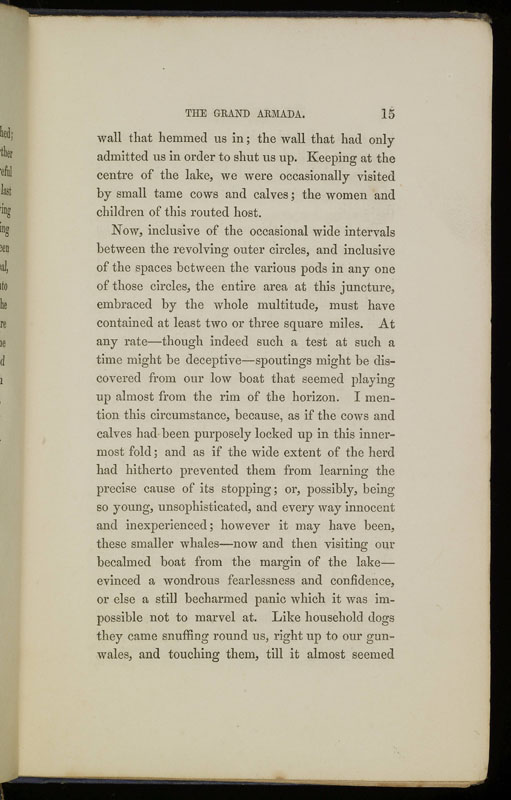 THE GRAND ARMADA. 15
wall that hemmed us in; the wall that had only
admitted us in order to shut us up. Keeping at the
centre of the lake, we were occasionally visited
by small tame cows and calves; the women and
children of this routed host.
Now, inclusive of the occasional wide intervals
between the revolving outer circles, and inclusive
of the spaces between the various pods in any one
of those circles, the entire area at this juncture,
embraced by the whole multitude, must have
contained at least two or three square miles. At
any rate—though indeed such a test at such a
time might be deceptive—spoutings might be dis-
covered from our low boat that seemed playing
up almost from the rim of the horizon. I men-
tion this circumstance, because, as if the cows and
calves had been purposely locked up in this inner-
most fold; and as if the wide extent of the herd
had hitherto prevented them from learning the
precise cause of its stopping; or, possibly, being
so young, unsophisticated, and every way innocent
and inexperienced; however it may have been,
these smaller whales—now and then visiting our
becalmed boat from the margin of the lake—
evinced a wondrous fearlessness and confidence,
or else a still becharmed panic which it was im-
possible not to marvel at. Like household dogs
they came snuffing round us, right up to our gun-
wales, and touching them, till it almost seemed